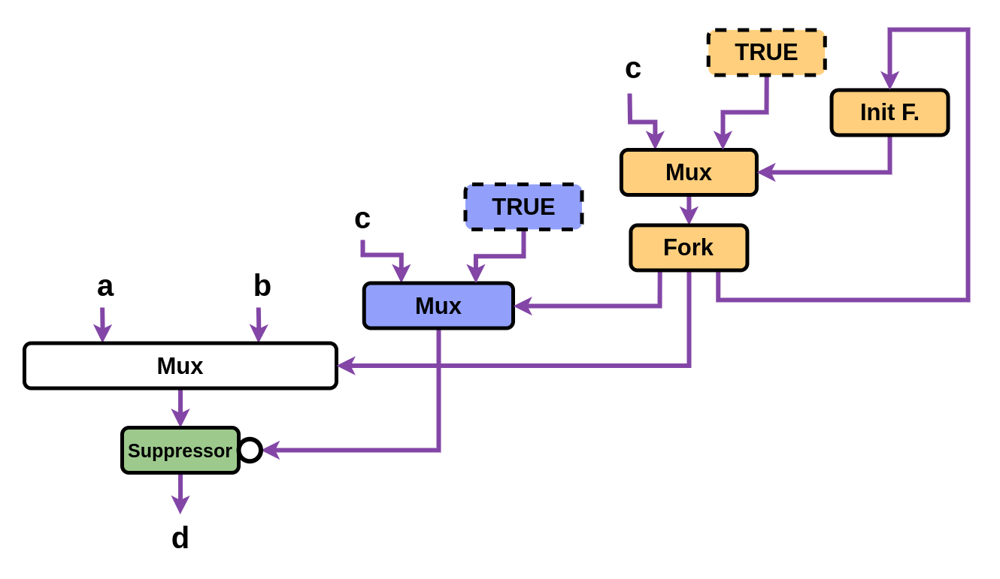 TRUE
c
Init F.
Mux
TRUE
c
Fork
a
b
Mux
Mux
Suppressor
d